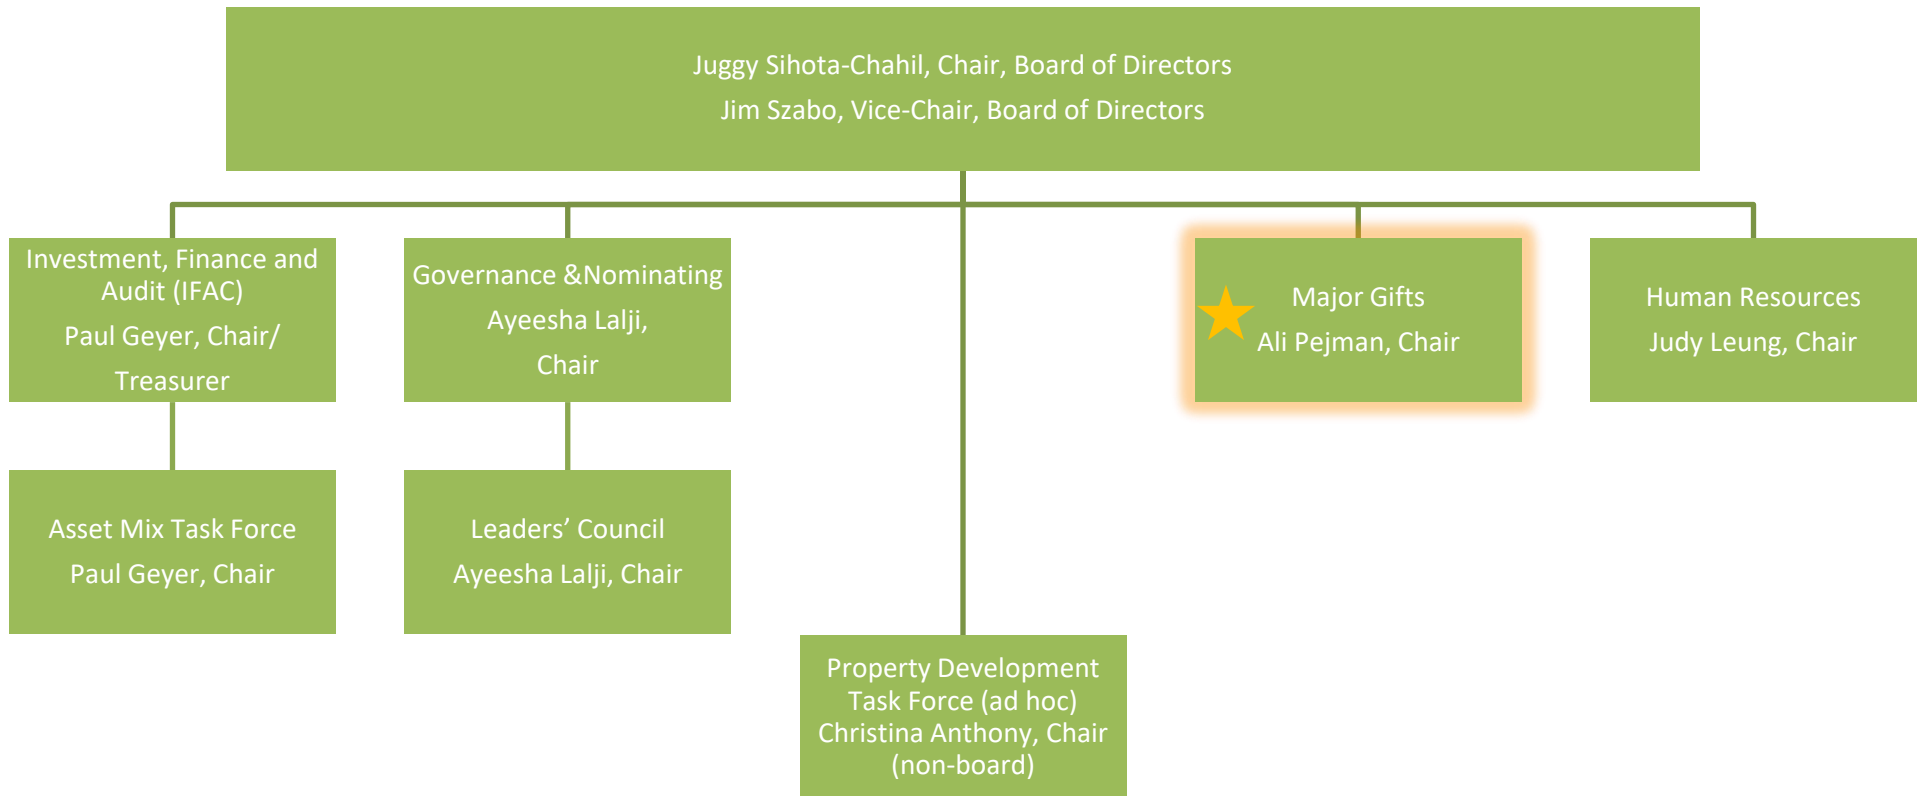 Juggy Sihota-Chahil, Chair, Board of Directors
Jim Szabo, Vice-Chair, Board of Directors
Investment, Finance and
Audit (IFAC)
Paul Geyer, Chair/
Treasurer
Governance &Nominating
Ayeesha Lalji,
Chair
Major Gifts
Ali Pejman, Chair
Human Resources
Judy Leung, Chair
Asset Mix Task Force
Paul Geyer, Chair
Leaders’ Council
Ayeesha Lalji, Chair
Property Development
Task Force (ad hoc)
Christina Anthony, Chair
(non-board)